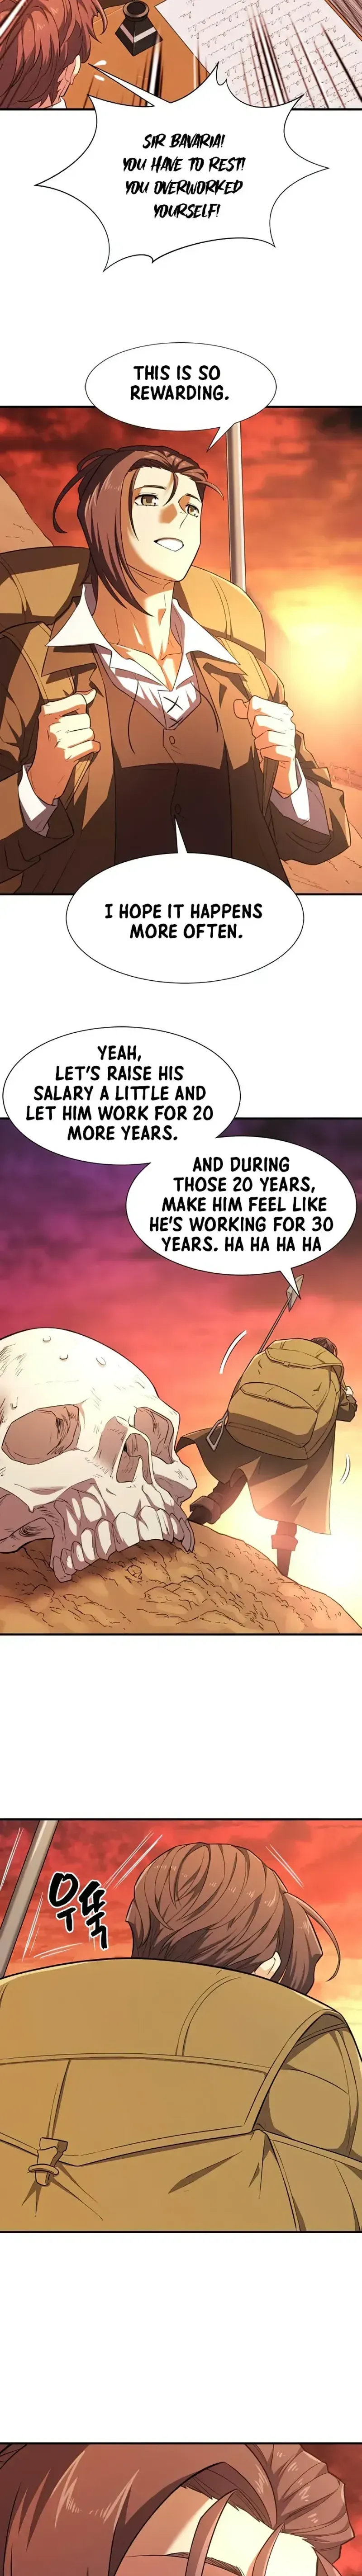 SIR BAVARIA!
YOU HAVE TO REST!
YOU OVERWORKED
YOURSELF!
THIS IS SO
REWARDING.
I HOPE IT HAPPENS
MORE OFTEN.
YEAH,
LET'S RAISE HIS
SALARY A LITTLE AND
LET HIM WORK FOR 20
MORE YEARS.
AND DURING
THOSE 20 YEARS,
MAKE HIM FEEL LIKE
HE'S WORKING FOR 30
YEARS. HA HA HA HA